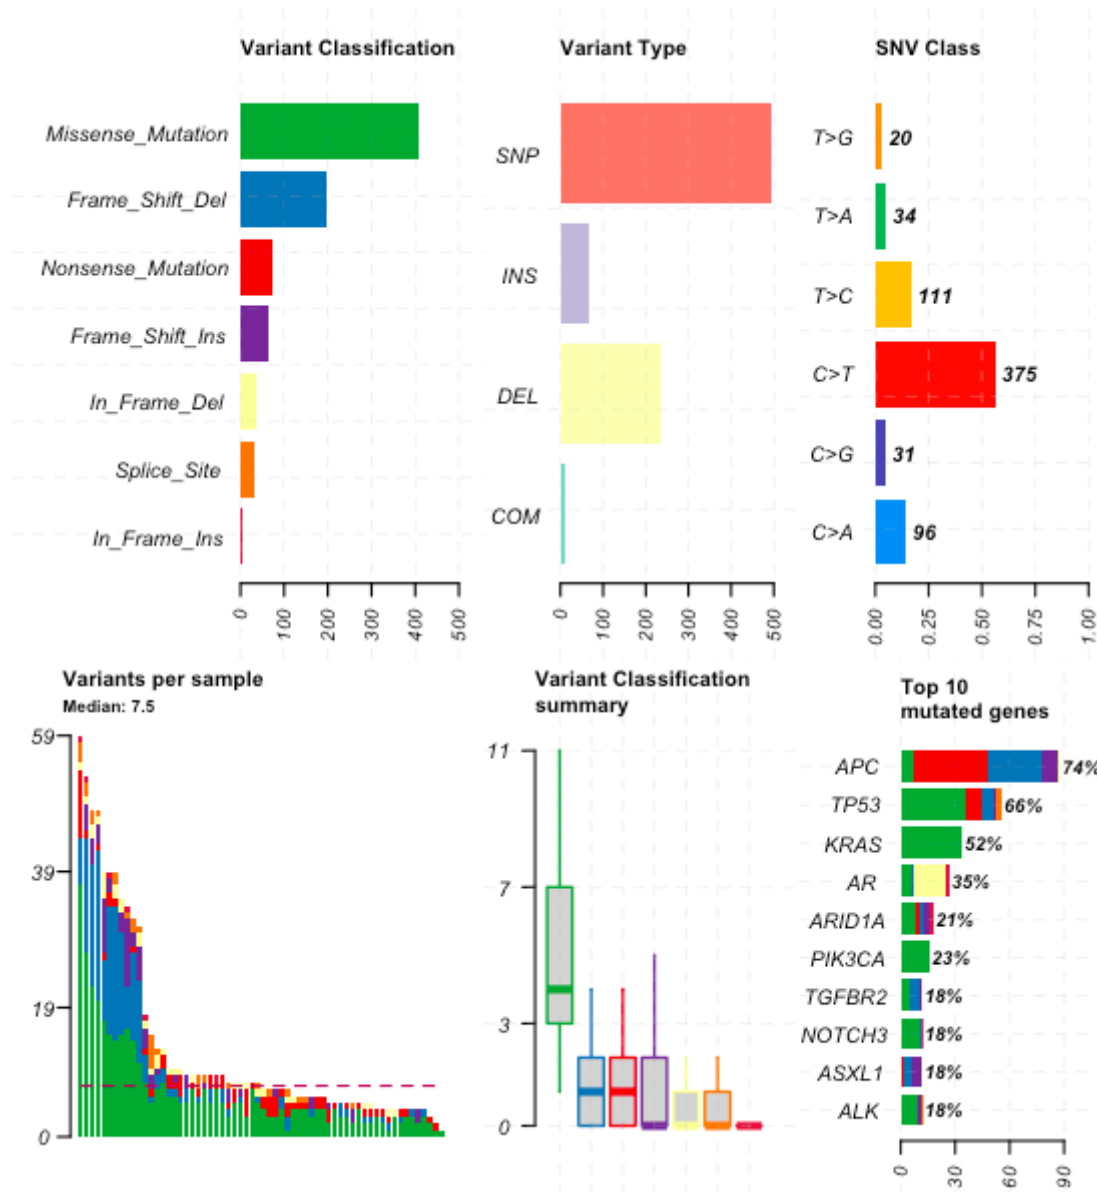 Variant Classification
Missense_Mutation
Frame_Shift_Del
Nonsense_Mutation
Frame_Shift_Ins
In_Frame_Del
Splice_Site
In_Frame_Ins
0
100
200
300
400
500
Variant Type
SNP
INS
DEL
COM
0
100
200
300
400
500
SNV Class
T>G 20
T>A 34
T>C 111
C>T 375
C>G 31
C>A 96
0.00
0.25
0.50
0.75
1.00
Variants per sample
Median: 7.5
59
39
19
0
Variant Classification
summary
11
7
3
0
Top 10
mutated genes
APC 74%
TP53 66%
KRAS 52%
AR 35%
ARID1A 21%
PIK3CA 23%
TGFBR2 18%
NOTCH3 18%
ASXL1 18%
ALK 18%
0
30
60
90